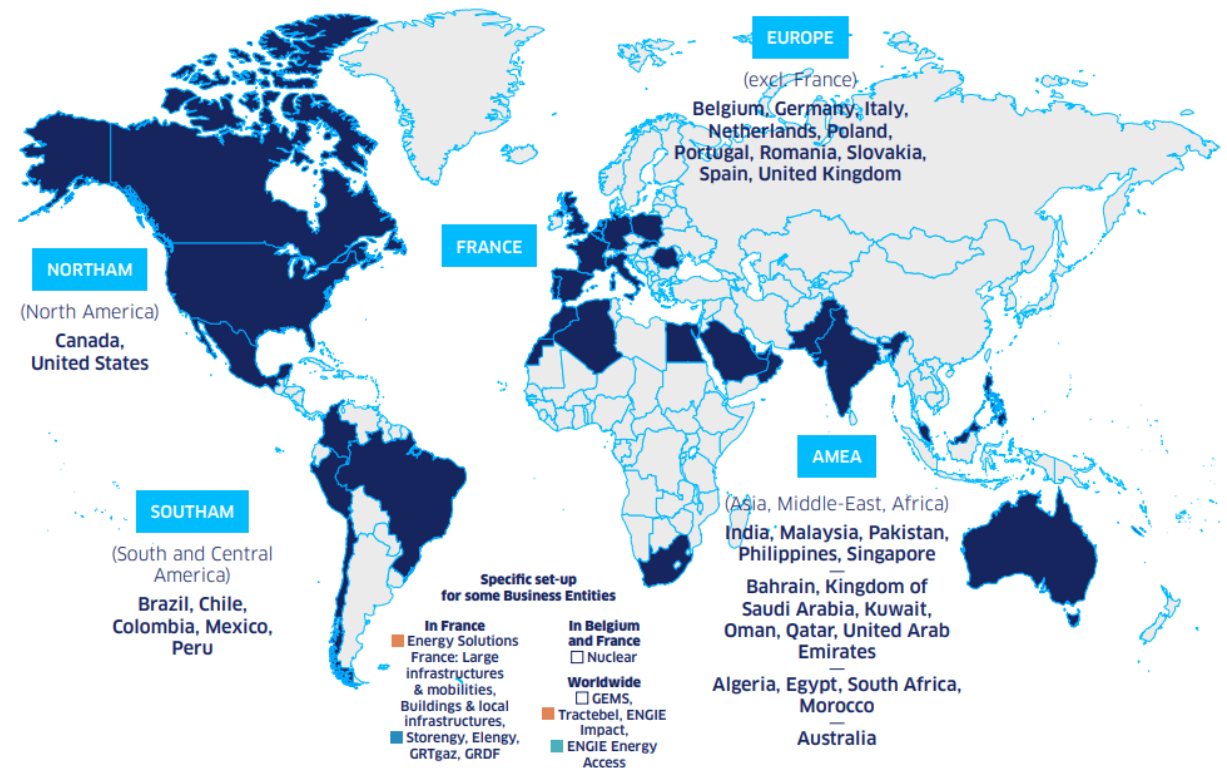 EUROPE
(excl. France)
Belgium, Germany, Italy,
Netherlands, Poland,
Portugal, Romania, Slovakia,
Spain, United Kingdom
FRANCE
NORTHAM
(North America)
Canada,
United States
SOUTHAM
(South and Central
America)
Brazil, Chile,
Colombia, Mexico,
Peru
AMEA
(Asia, Middle-East, Africa)
India, Malaysia, Pakistan,
Philippines, Singapore
—
Bahrain, Kingdom of
Saudi Arabia, Kuwait,
Oman, Qatar, United Arab
Emirates
—
Algeria, Egypt, South Africa,
Morocco
—
Australia
Specific set-up
for some Business Entities
In France
Energy Solutions
France: Large
infrastructures
& mobilities,
Buildings & local
infrastructures,
Storengy, Elengy,
GRTgaz, GRDF
In Belgium
and France
Nuclear
Worldwide
GEMS,
Tractebel, ENGIE
Impact,
ENGIE Energy
Access